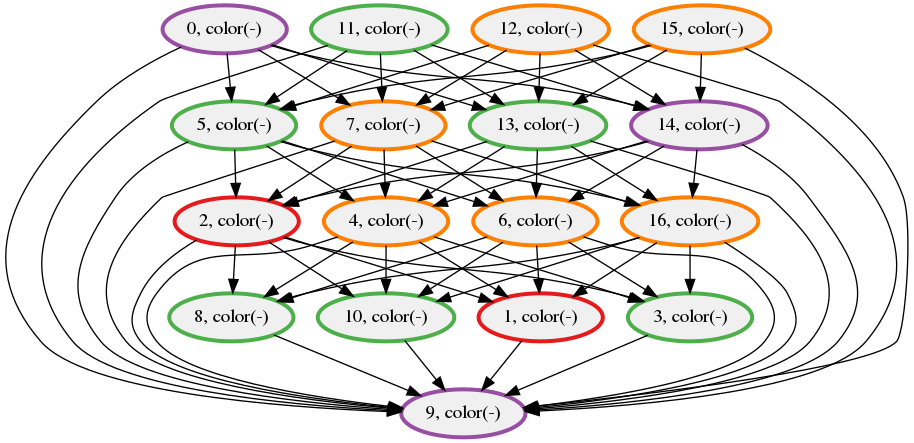 0, color(-)
11, color(-)
12, color(-)
15, color(-)
5, color(-)
7, color(-)
13, color(-)
14, color(-)
2, color(-)
4, color(-)
6, color(-)
16, color(-)
8, color(-)
10, color(-)
1, color(-)
3, color(-)
9, color(-)